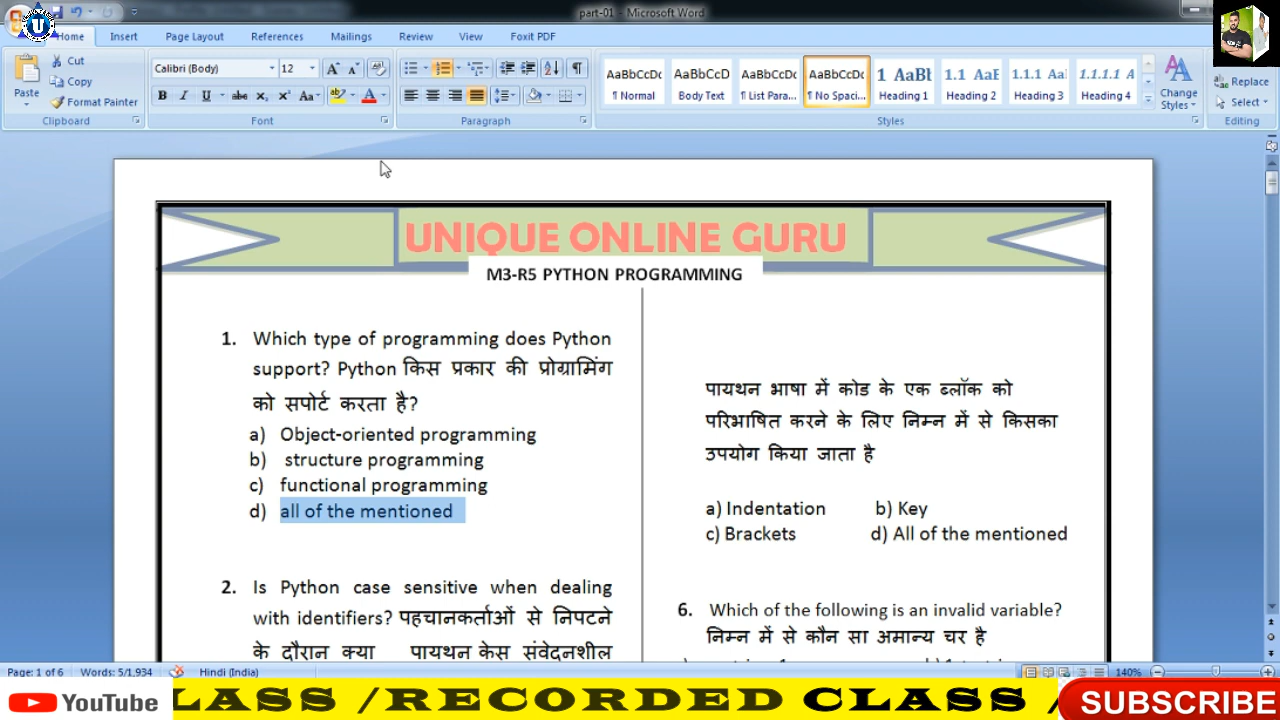 part-01 - Microsoft Word
Home Insert Page Layout References Mailings Review View Foxit PDF
Paste
Cut
Copy
Format Painter
Clipboard
Calibri (Body) 12
B I U abc x₂ x² Aa A
Font
Paragraph
AaBbCcDc AaBbCcD AaBbCcDc AaBbCcDc 1 AaBb 1.1 AaB 1.1.1 Aa 1.1.1.1 A
¶ Normal Body Text ¶ List Para... ¶ No Spaci... Heading 1 Heading 2 Heading 3 Heading 4
Styles
Change Styles
Replace
Select
Editing
UNIQUE ONLINE GURU
M3-R5 PYTHON PROGRAMMING
1. Which type of programming does Python
support? Python किस प्रकार की प्रोग्रामिंग
को सपोर्ट करता है?
a) Object-oriented programming
b) structure programming
c) functional programming
d) all of the mentioned
2. Is Python case sensitive when dealing
with identifiers? पहचानकर्ताओं से निपटने
के दौरान क्या पायथन केस संवेदनशील
पायथन भाषा में कोड के एक ब्लॉक को
परिभाषित करने के लिए निम्न में से किसका
उपयोग किया जाता है
a) Indentation b) Key
c) Brackets d) All of the mentioned
6. Which of the following is an invalid variable?
निम्न में से कौन सा अमान्य चर है
Page: 1 of 6 Words: 5/1,934 Hindi (India) 140%
YouTube
LASS /RECORDED CLASS /
SUBSCRIBE